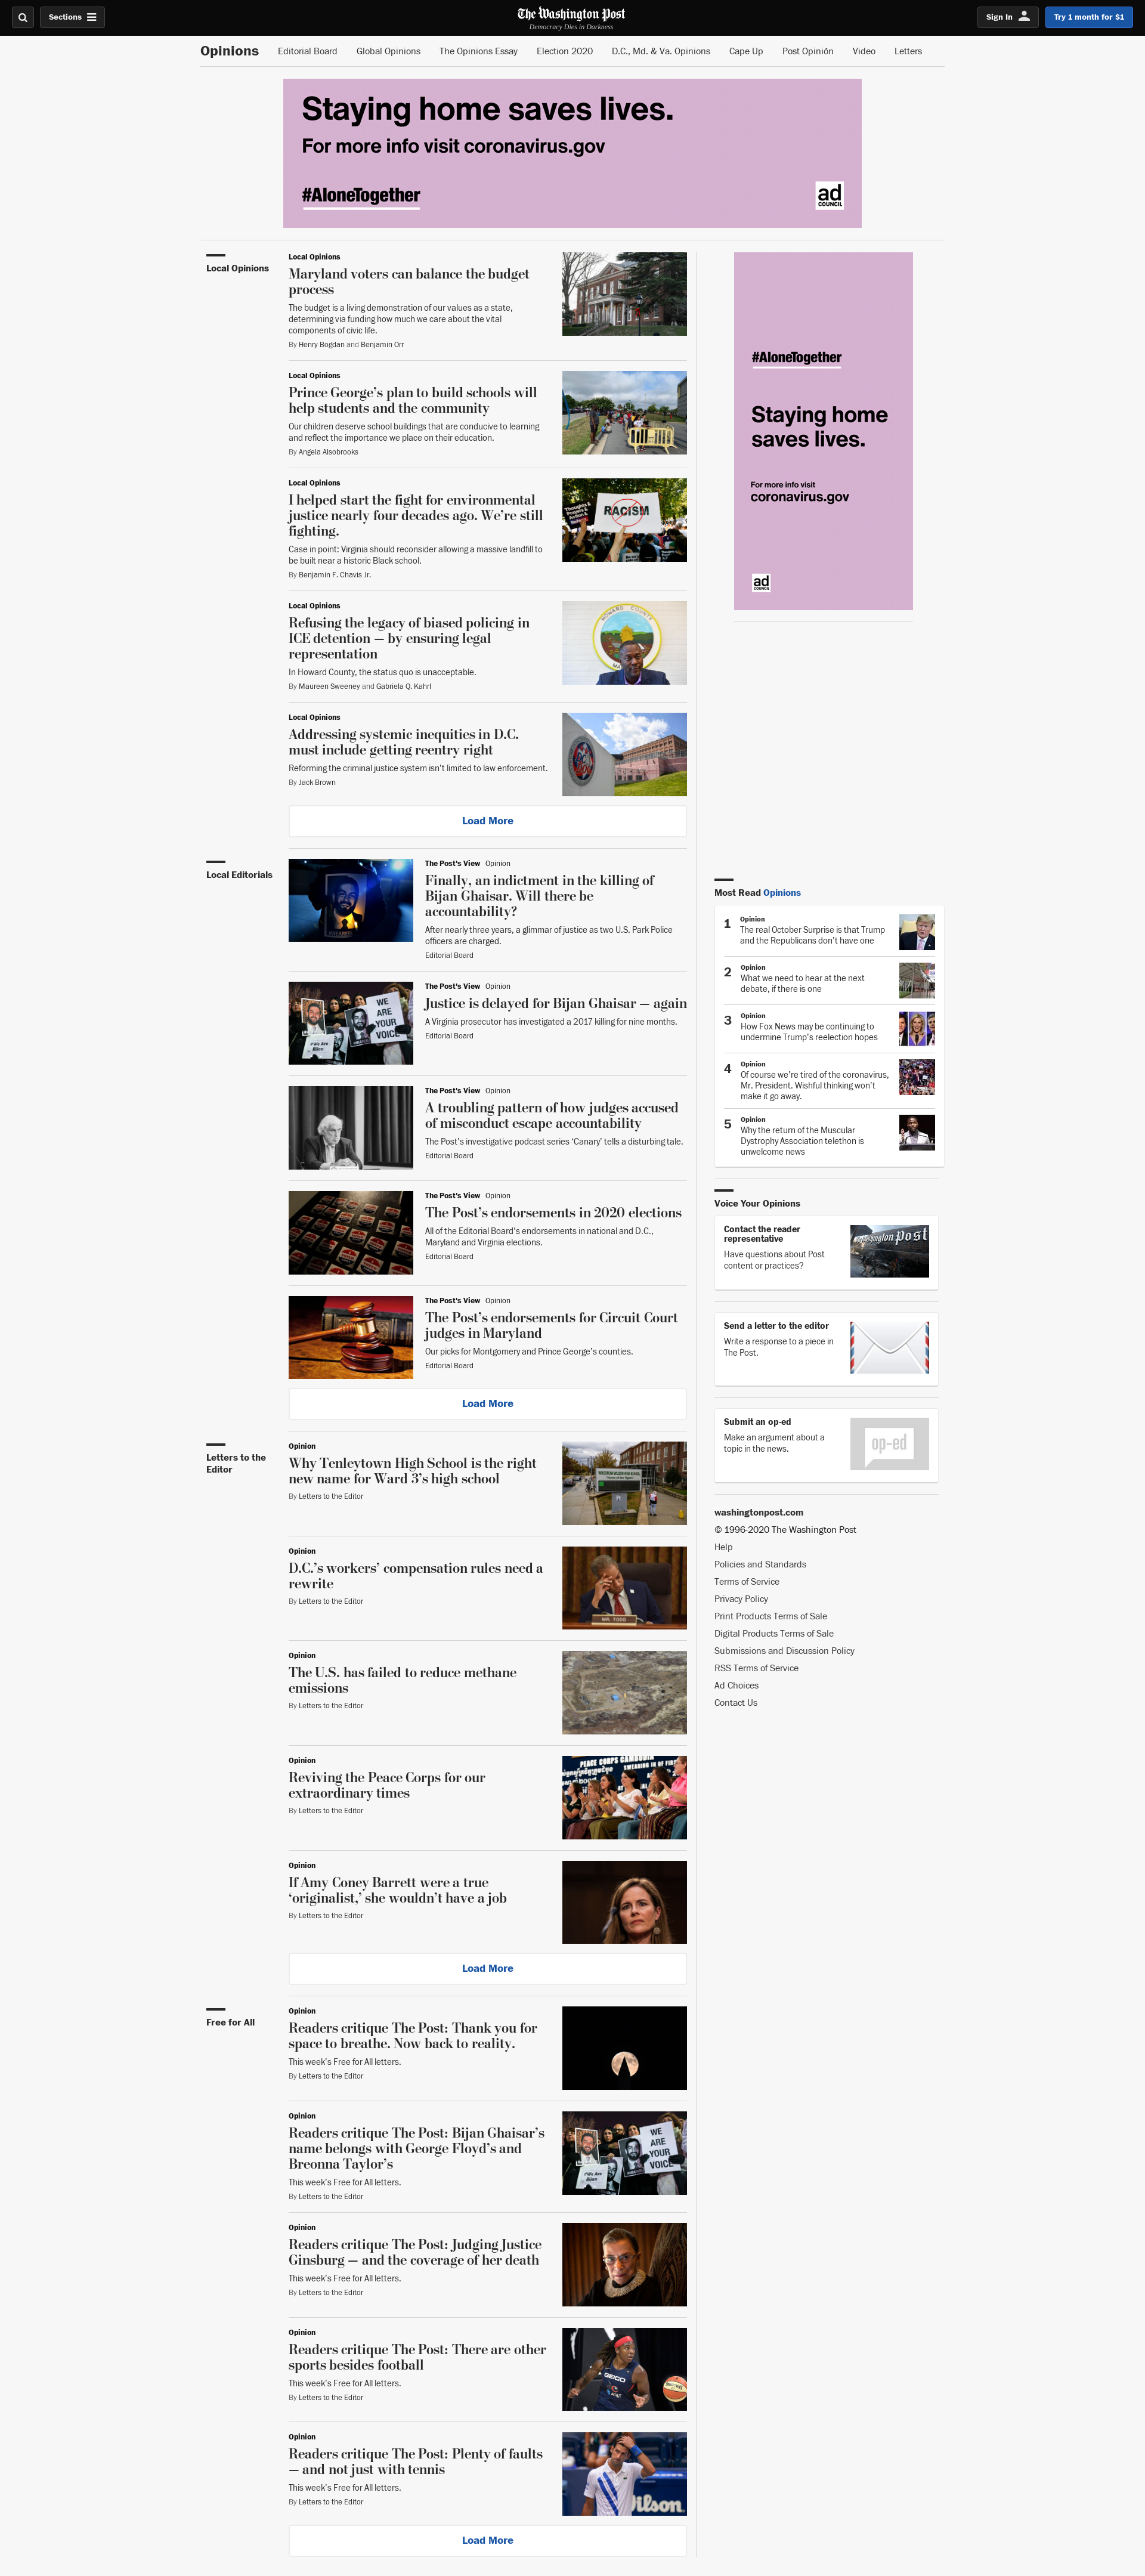 Sections
The Washington Post
Democracy Dies in Darkness
Sign In
Try 1 month for $1
Opinions
Editorial Board
Global Opinions
The Opinions Essay
Election 2020
D.C., Md. & Va. Opinions
Cape Up
Post Opinión
Video
Letters
Staying home saves lives.
For more info visit coronavirus.gov
#AloneTogether
ad
COUNCIL
Local Opinions
Local Opinions
Maryland voters can balance the budget
process
The budget is a living demonstration of our values as a state,
determining via funding how much we care about the vital
components of civic life.
By Henry Bogdan and Benjamin Orr
Local Opinions
Prince George's plan to build schools will
help students and the community
Our children deserve school buildings that are conducive to learning
and reflect the importance we place on their education.
By Angela Alsobrooks
Local Opinions
I helped start the fight for environmental
justice nearly four decades ago. We're still
fighting.
Case in point: Virginia should reconsider allowing a massive landfill to
be built near a historic Black school.
By Benjamin F. Chavis Jr.
RACISM
Local Opinions
Refusing the legacy of biased policing in
ICE detention — by ensuring legal
representation
In Howard County, the status quo is unacceptable.
By Maureen Sweeney and Gabriela Q. Kahrl
Local Opinions
Addressing systemic inequities in D.C.
must include getting reentry right
Reforming the criminal justice system isn't limited to law enforcement.
By Jack Brown
Load More
#AloneTogether
Staying home
saves lives.
For more info visit
coronavirus.gov
ad
COUNCIL
Local Editorials
The Post's View Opinion
Finally, an indictment in the killing of
Bijan Ghaisar. Will there be
accountability?
After nearly three years, a glimmer of justice as two U.S. Park Police
officers are charged.
Editorial Board
WE
ARE
YOUR
VOICE
The Post's View Opinion
Justice is delayed for Bijan Ghaisar — again
A Virginia prosecutor has investigated a 2017 killing for nine months.
Editorial Board
The Post's View Opinion
A troubling pattern of how judges accused
of misconduct escape accountability
The Post's investigative podcast series 'Canary' tells a disturbing tale.
Editorial Board
The Post's View Opinion
The Post's endorsements in 2020 elections
All of the Editorial Board's endorsements in national and D.C.,
Maryland and Virginia elections.
Editorial Board
The Post's View Opinion
The Post's endorsements for Circuit Court
judges in Maryland
Our picks for Montgomery and Prince George's counties.
Editorial Board
Load More
Most Read Opinions
1
Opinion
The real October Surprise is that Trump
and the Republicans don't have one
2
Opinion
What we need to hear at the next
debate, if there is one
3
Opinion
How Fox News may be continuing to
undermine Trump's reelection hopes
4
Opinion
Of course we're tired of the coronavirus,
Mr. President. Wishful thinking won't
make it go away.
5
Opinion
Why the return of the Muscular
Dystrophy Association telethon is
unwelcome news
Voice Your Opinions
Contact the reader
representative
Have questions about Post
content or practices?
Send a letter to the editor
Write a response to a piece in
The Post.
Submit an op-ed
Make an argument about a
topic in the news.
op-ed
washingtonpost.com
© 1996-2020 The Washington Post
Help
Policies and Standards
Terms of Service
Privacy Policy
Print Products Terms of Sale
Digital Products Terms of Sale
Submissions and Discussion Policy
RSS Terms of Service
Ad Choices
Contact Us
Letters to the
Editor
Opinion
Why Tenleytown High School is the right
new name for Ward 3's high school
By Letters to the Editor
Opinion
D.C.'s workers' compensation rules need a
rewrite
By Letters to the Editor
MR. TODD
Opinion
The U.S. has failed to reduce methane
emissions
By Letters to the Editor
Opinion
Reviving the Peace Corps for our
extraordinary times
By Letters to the Editor
Opinion
If Amy Coney Barrett were a true
'originalist,' she wouldn't have a job
By Letters to the Editor
Load More
Free for All
Opinion
Readers critique The Post: Thank you for
space to breathe. Now back to reality.
This week's Free for All letters.
By Letters to the Editor
Opinion
Readers critique The Post: Bijan Ghaisar's
name belongs with George Floyd's and
Breonna Taylor's
This week's Free for All letters.
By Letters to the Editor
WE
ARE
YOUR
VOICE
Opinion
Readers critique The Post: Judging Justice
Ginsburg — and the coverage of her death
This week's Free for All letters.
By Letters to the Editor
Opinion
Readers critique The Post: There are other
sports besides football
This week's Free for All letters.
By Letters to the Editor
GEICO
Opinion
Readers critique The Post: Plenty of faults
— and not just with tennis
This week's Free for All letters.
By Letters to the Editor
Wilson
Load More